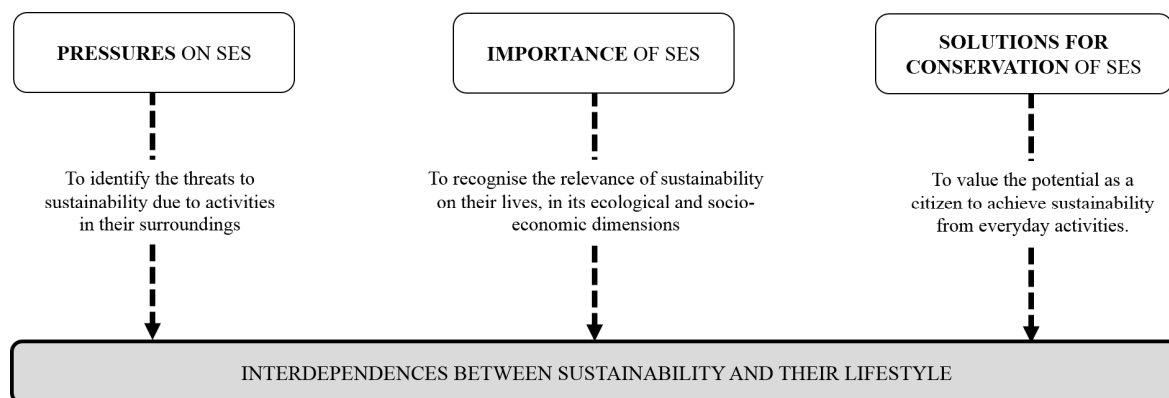 PRESSURES ON SES
IMPORTANCE OF SES
SOLUTIONS FOR
CONSERVATION OF SES
To identify the threats to
sustainability due to activities
in their surroundings
To recognise the relevance of sustainability
on their lives, in its ecological and socio-
economic dimensions
To value the potential as a
citizen to achieve sustainability
from everyday activities.
INTERDEPENDENCES BETWEEN SUSTAINABILITY AND THEIR LIFESTYLE